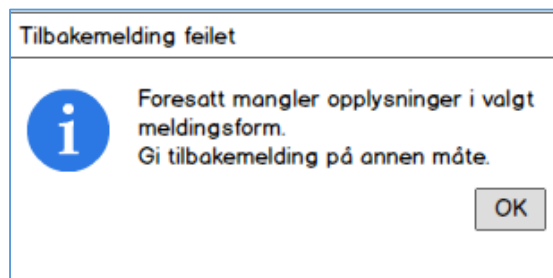 Tilbakemelding feilet
Foresatt mangler opplysninger i valgt
meldingsform.
Gi tilbakemelding på annen måte.
OK